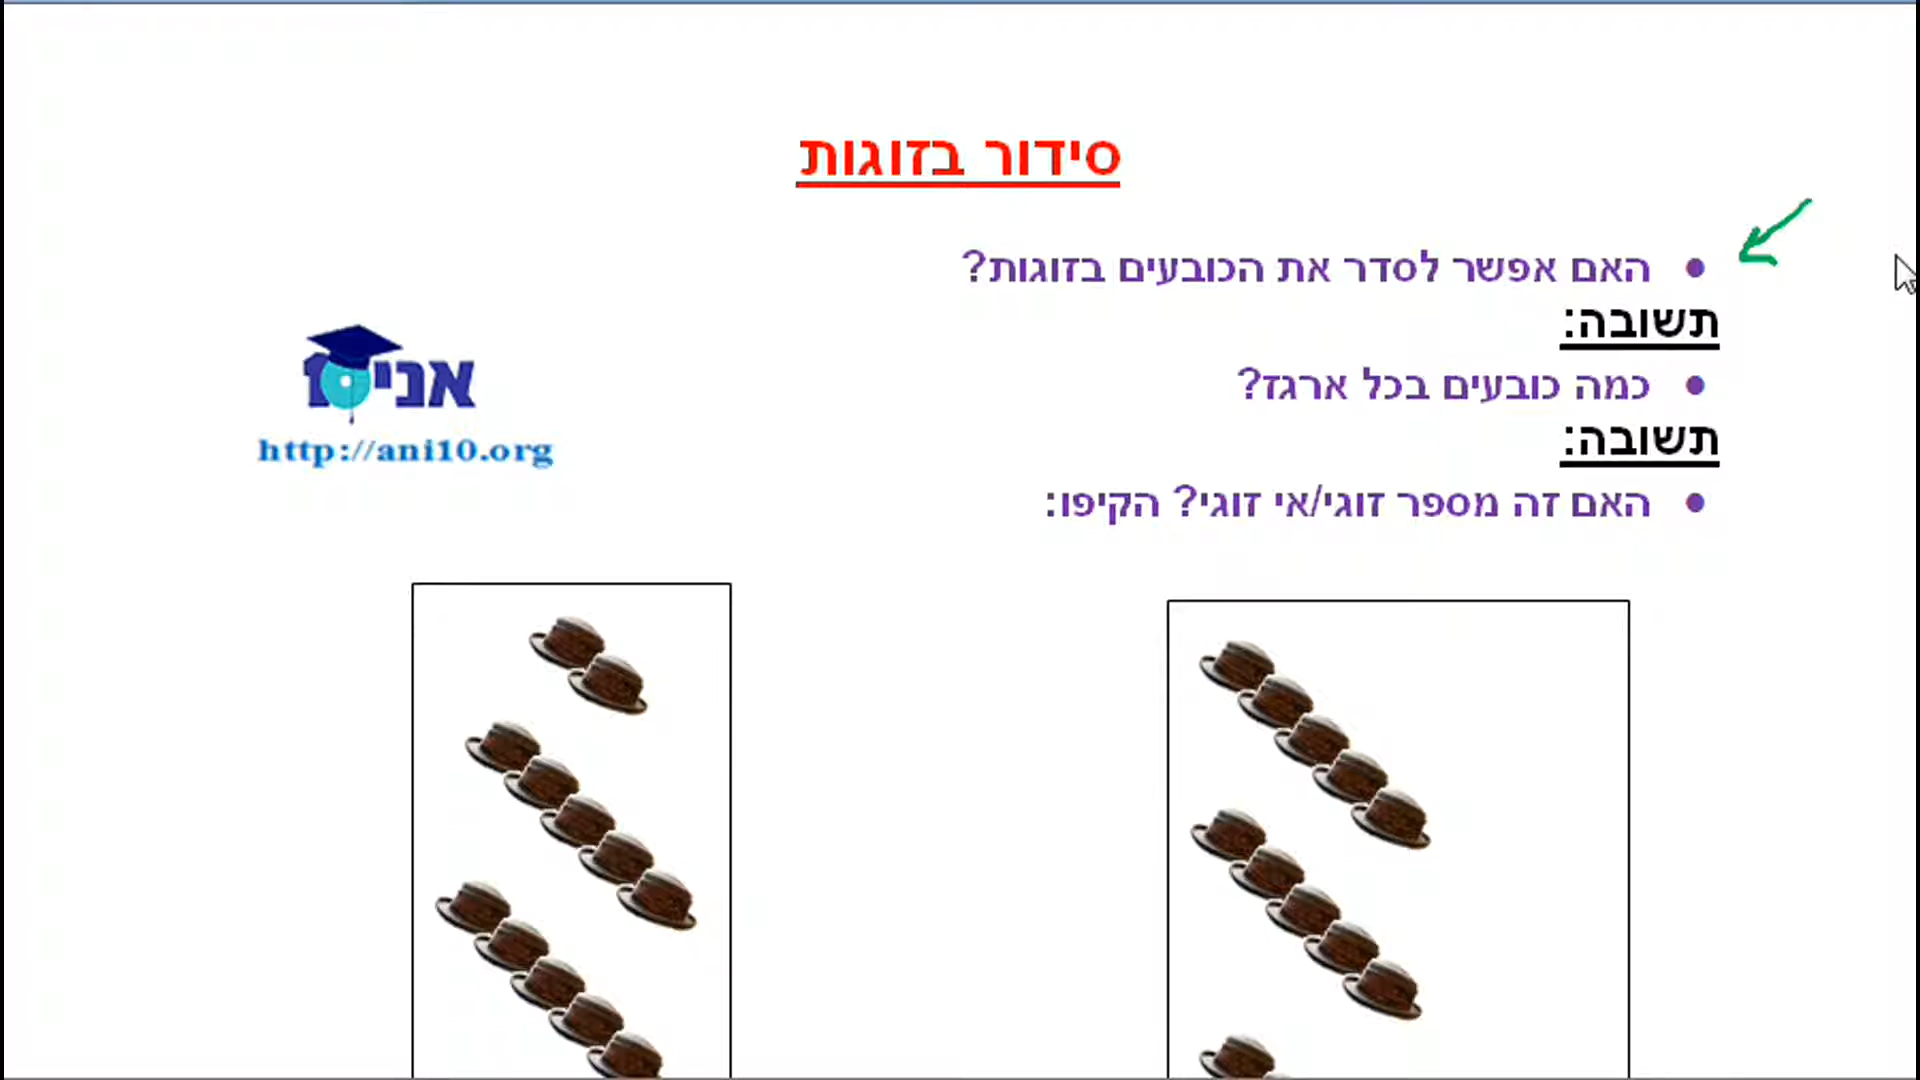 סידור בזוגות
• האם אפשר לסדר את הכובעים בזוגות?
תשובה:
• כמה כובעים בכל ארגז?
תשובה:
• האם זה מספר זוגי/אי זוגי? הקיפו:
אני10
http://ani10.org